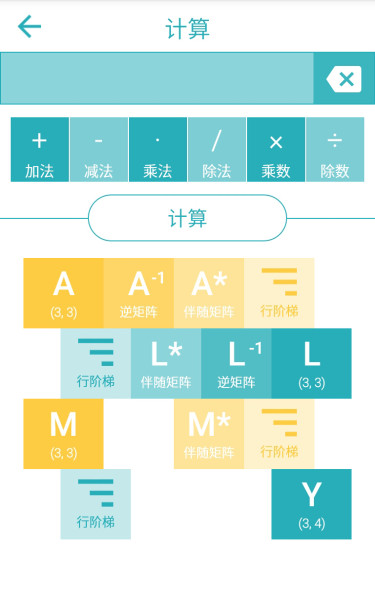 计算
+ - · / × ÷
加法 减法 乘法 除法 乘数 除数
计算
A A-1 A*
(3, 3) 逆矩阵 伴随矩阵 行阶梯
L* L-1 L
行阶梯 伴随矩阵 逆矩阵 (3, 3)
M M*
(3, 3) 伴随矩阵 行阶梯
Y
行阶梯 (3, 4)